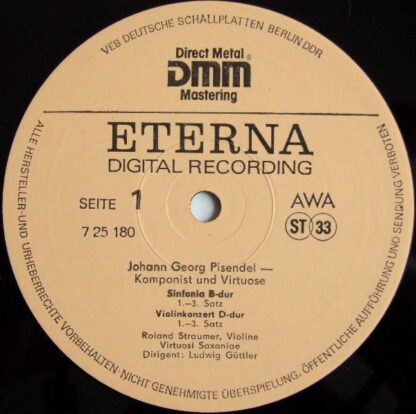 VEB DEUTSCHE SCHALLPLATTEN BERLIN DDR
Direct Metal
DMM
Mastering
ETERNA
DIGITAL RECORDING
SEITE 1
AWA
7 25 180
ST 33
Johann Georg Pisendel —
Komponist und Virtuose
Sinfonia B-dur
1.–3. Satz
Violinkonzert D-dur
1.–3. Satz
Roland Straumer, Violine
Virtuosi Saxoniae
Dirigent: Ludwig Güttler
ALLE HERSTELLER-UND URHEBERRECHTE VORBEHALTEN·NICHT GENEHMIGTE ÜBERSPIELUNG, ÖFFENTLICHE AUFFÜHRUNG UND SENDUNG VERBOTEN